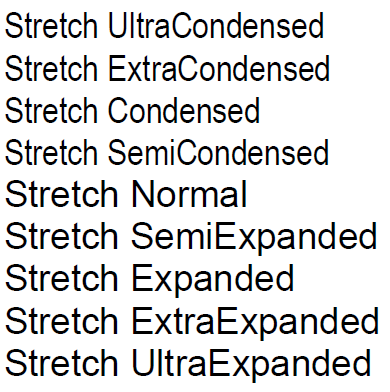 Stretch UltraCondensed
Stretch ExtraCondensed
Stretch Condensed
Stretch SemiCondensed
Stretch Normal
Stretch SemiExpanded
Stretch Expanded
Stretch ExtraExpanded
Stretch UltraExpanded